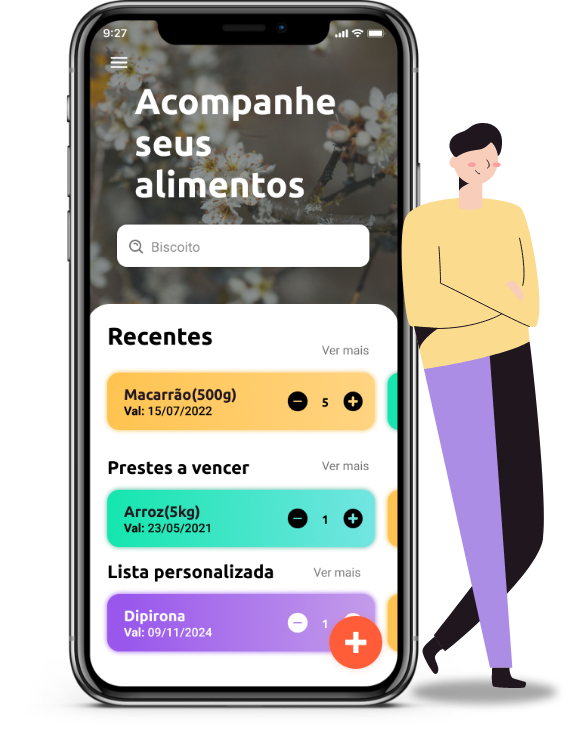 9:27
Acompanhe
seus
alimentos
Biscoito
Recentes
Ver mais
Macarrão(500g)
Val: 15/07/2022
5
Prestes a vencer
Ver mais
Arroz(5kg)
Val: 23/05/2021
1
Lista personalizada
Ver mais
Dipirona
Val: 09/11/2024
1